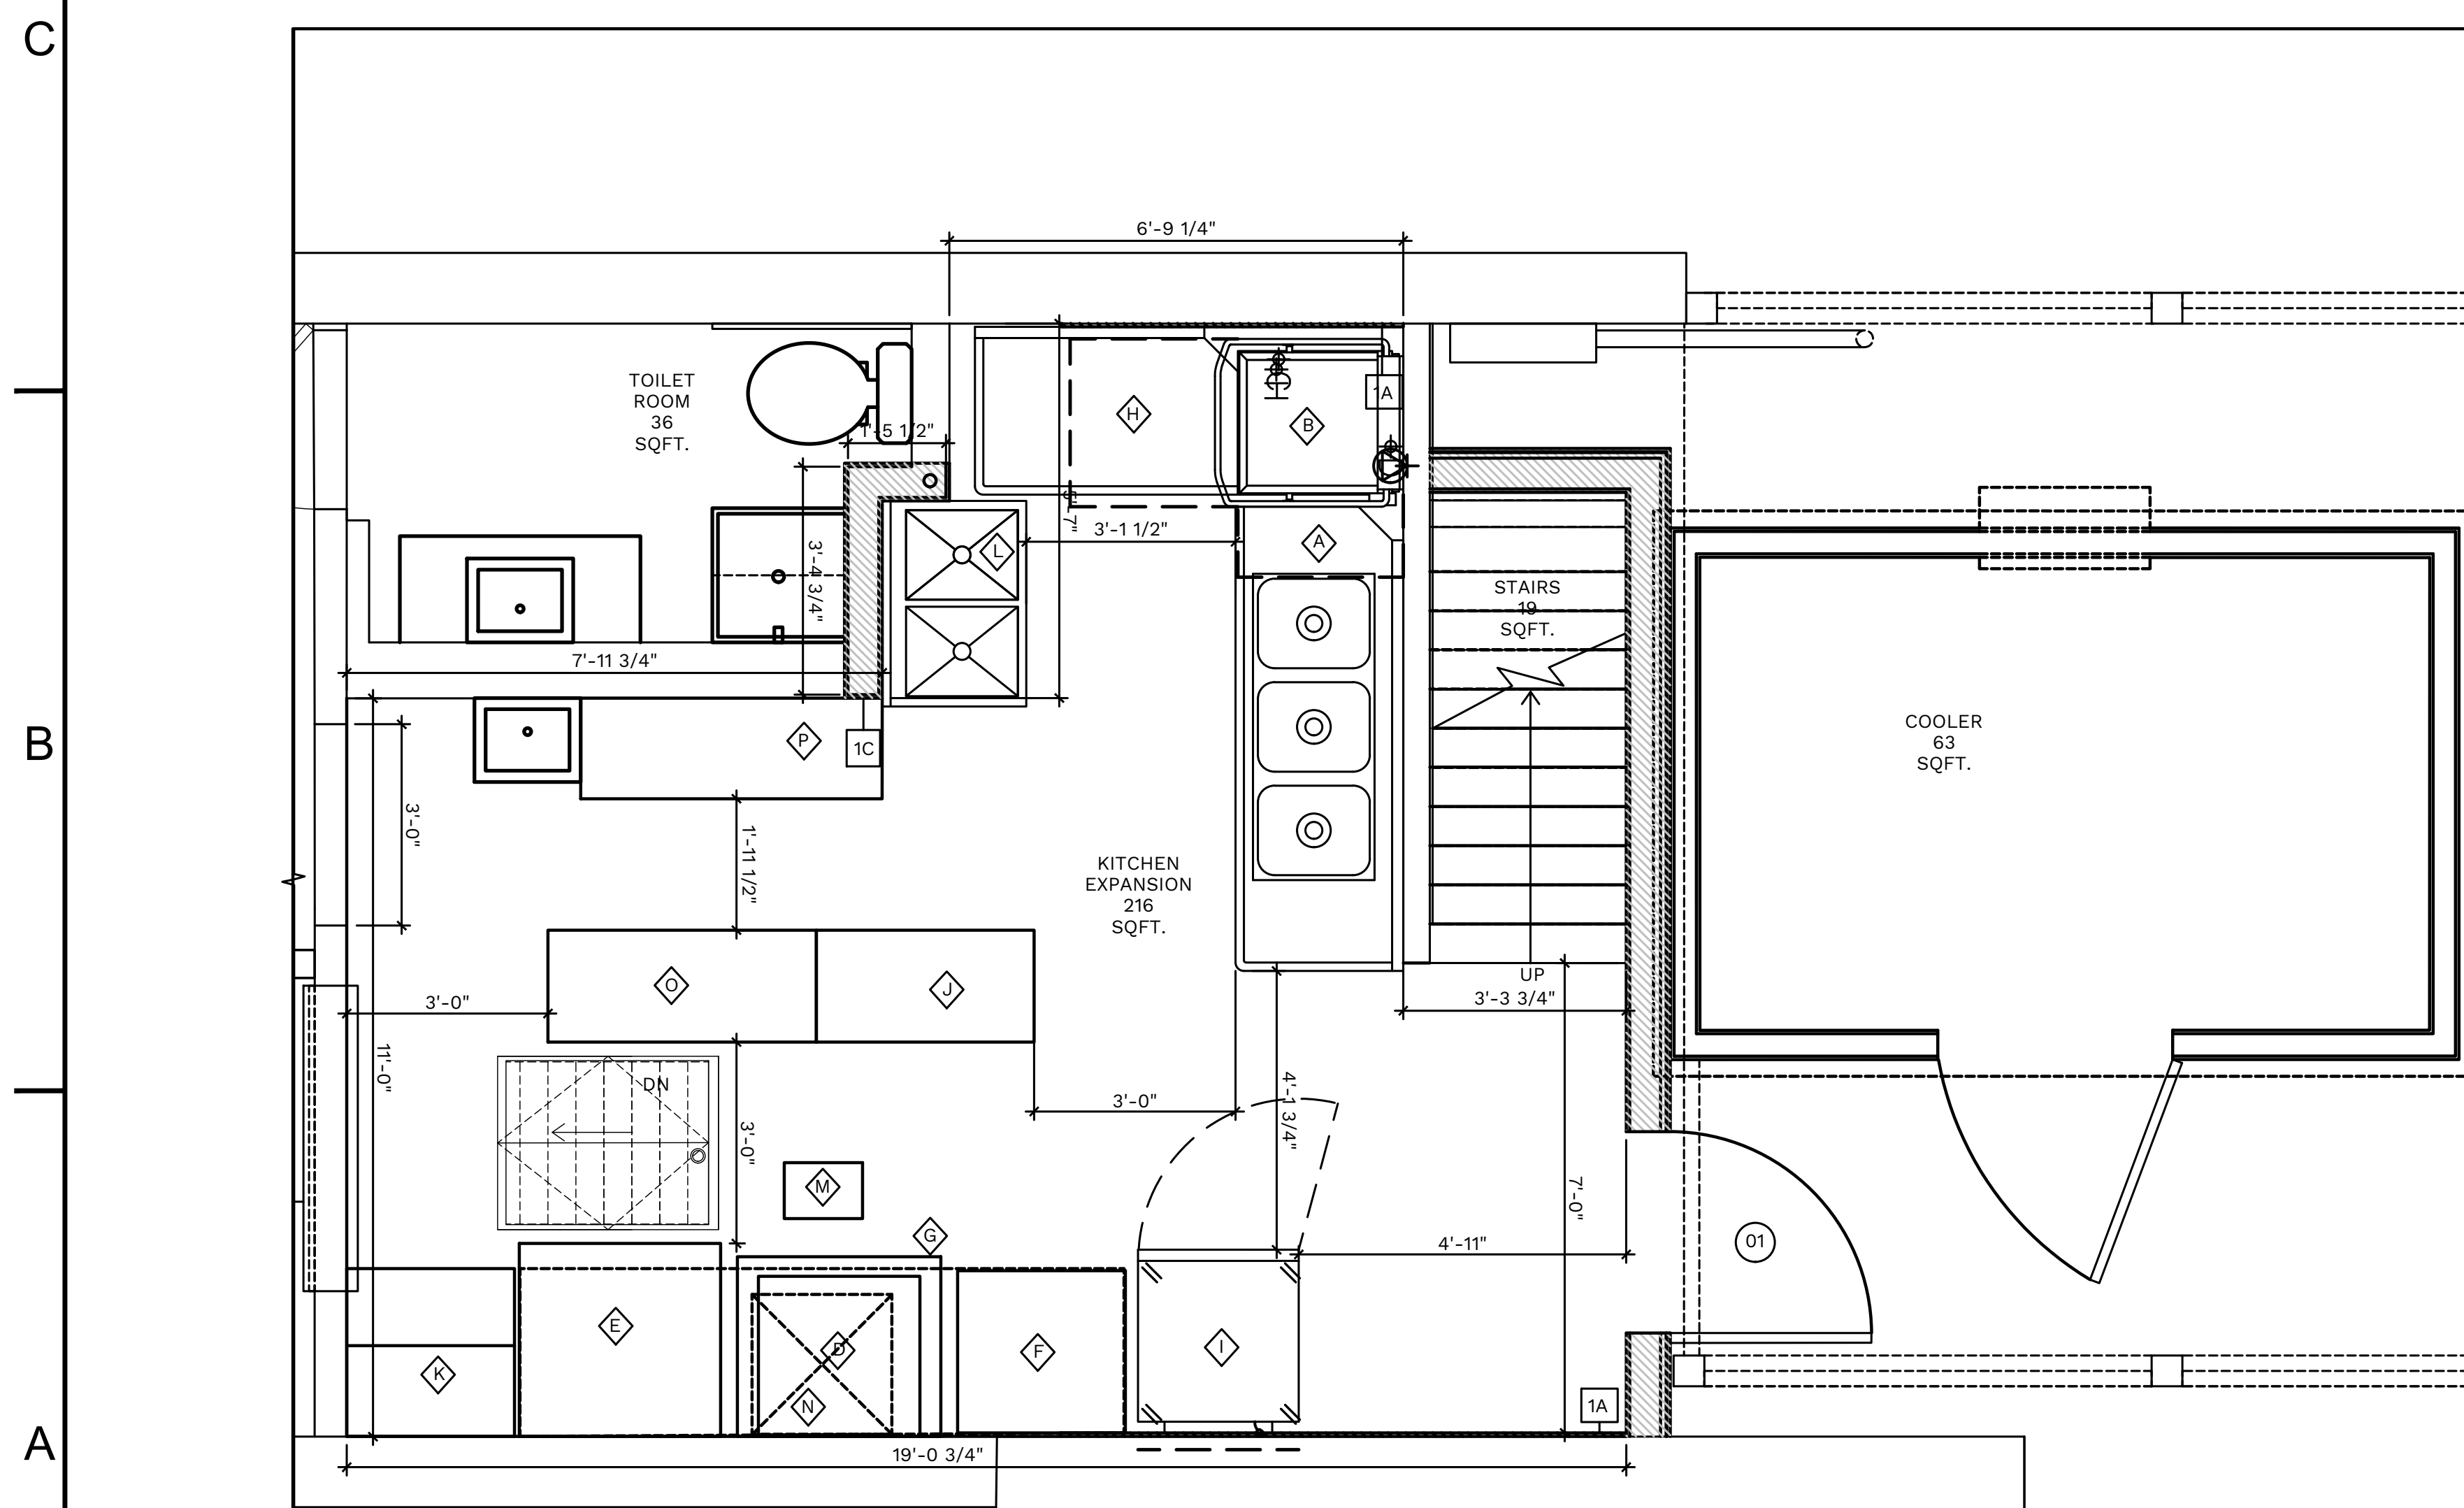 C
6'-9 1/4"
TOILET
ROOM
36
SQFT.
1'-5 1/2"
H
B
1A
5'-7"
3'-1 1/2"
A
L
3'-4 3/4"
STAIRS
19
SQFT.
7'-11 3/4"
B
P
1C
COOLER
63
SQFT.
3'-0"
1'-11 1/2"
KITCHEN
EXPANSION
216
SQFT.
O
J
UP
3'-3 3/4"
3'-0"
11'-0"
DN
3'-0"
3'-0"
4'-1 3/4"
M
7'-0"
G
4'-11"
01
E
D
F
I
K
N
1A
A
19'-0 3/4"